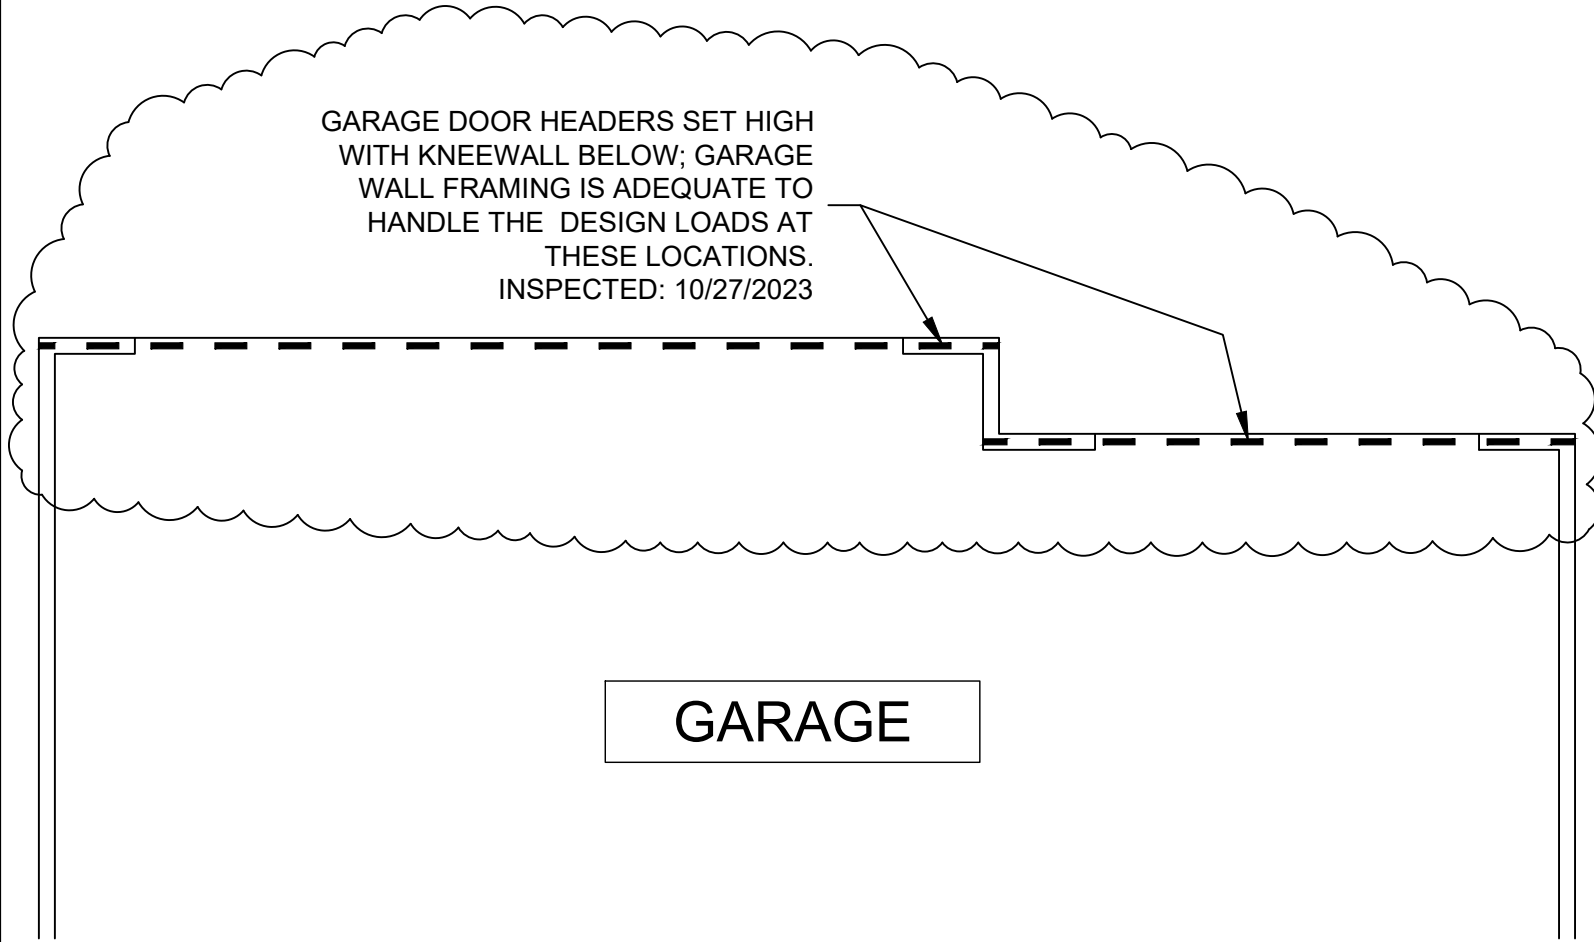 GARAGE DOOR HEADERS SET HIGH
WITH KNEEWALL BELOW; GARAGE
WALL FRAMING IS ADEQUATE TO
HANDLE THE  DESIGN LOADS AT
THESE LOCATIONS.
INSPECTED: 10/27/2023
GARAGE